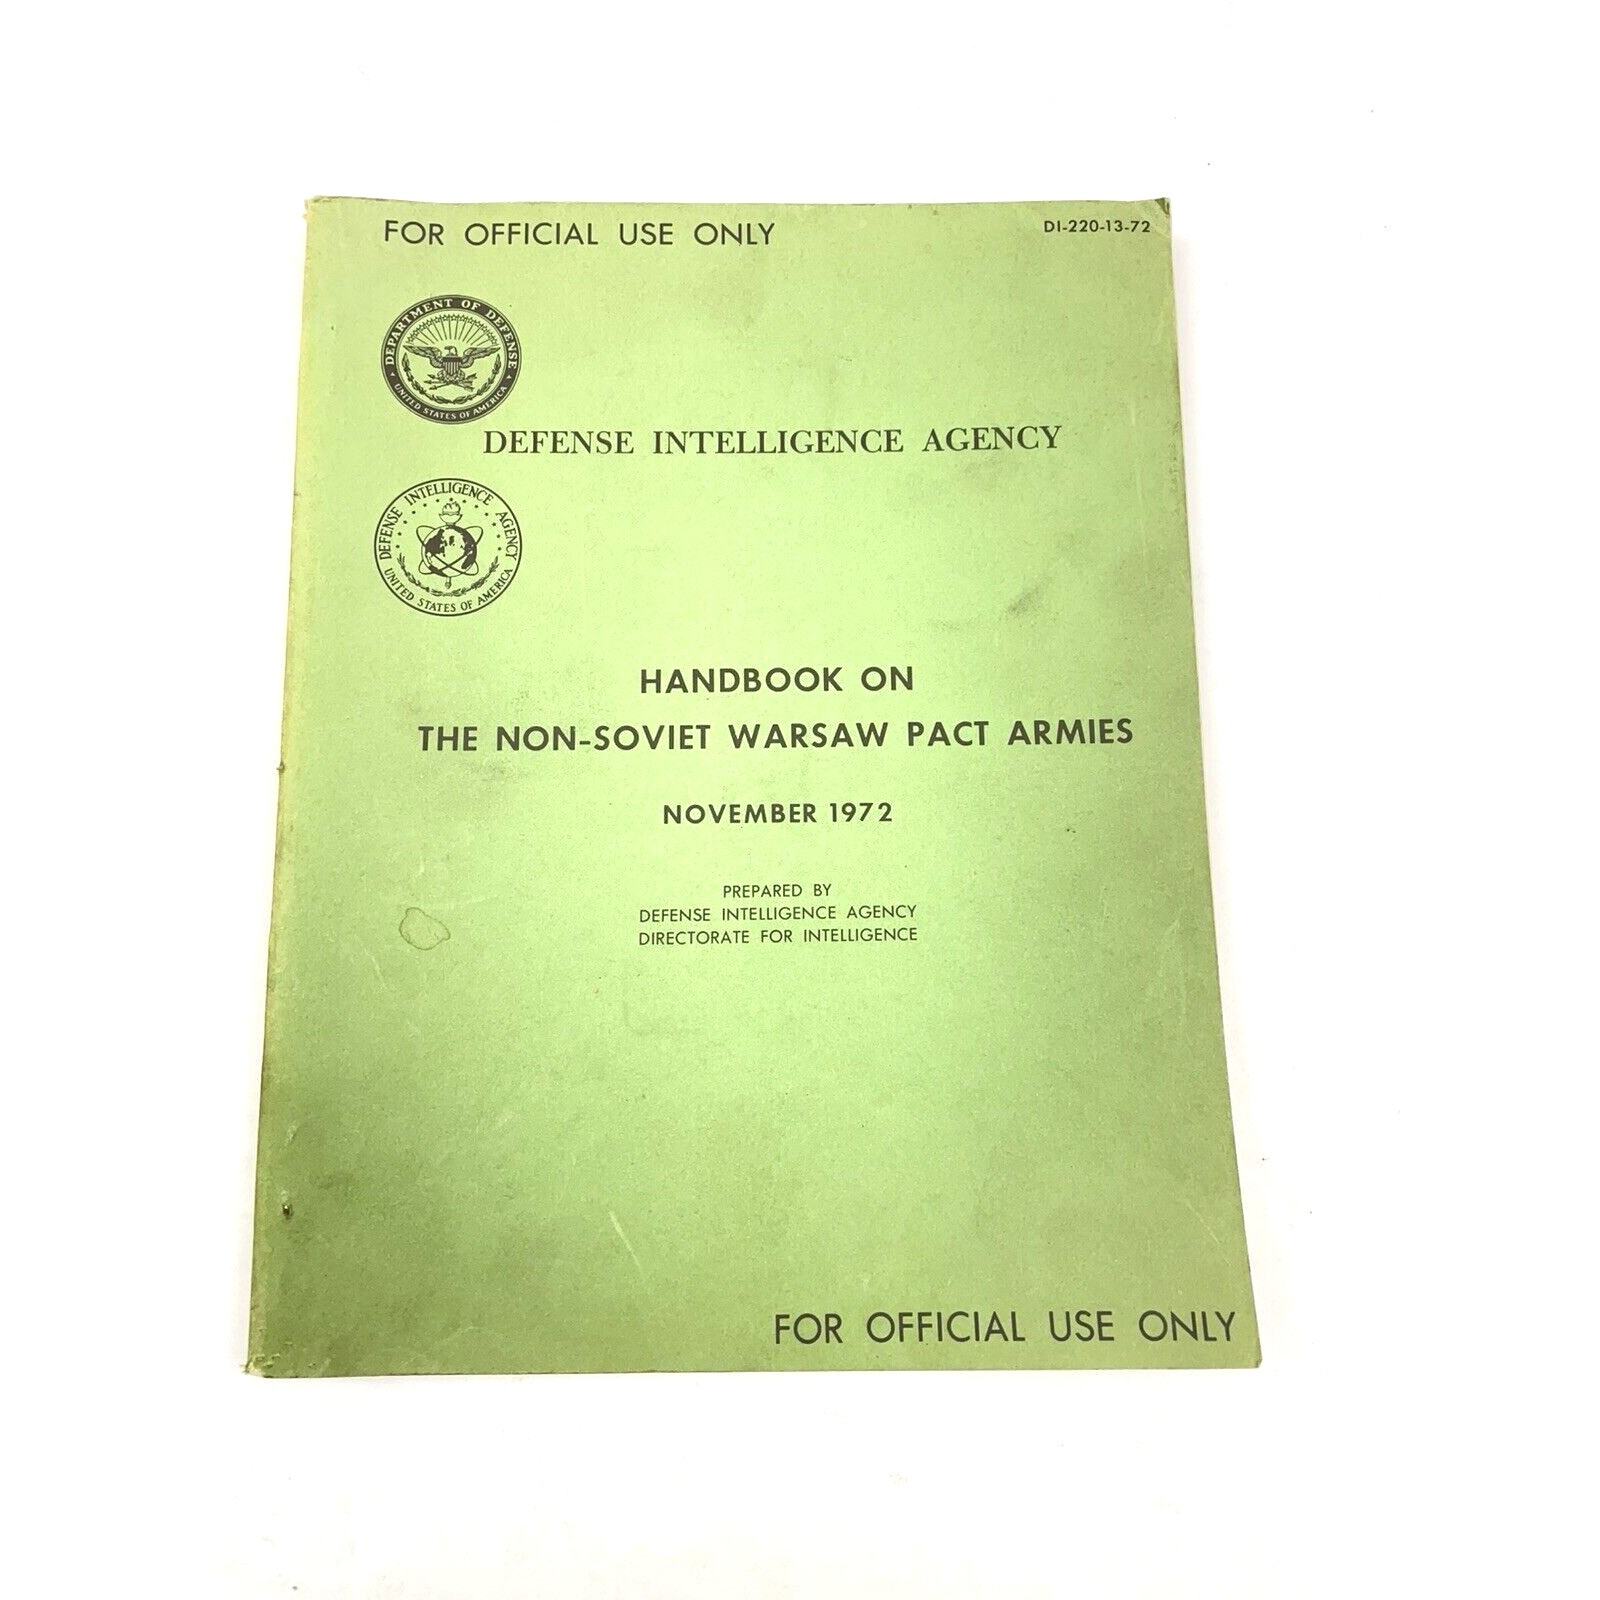 FOR OFFICIAL USE ONLY
DI-220-13-72
DEPARTMENT OF DEFENSE
UNITED STATES OF AMERICA
DEFENSE INTELLIGENCE AGENCY
DEFENSE INTELLIGENCE AGENCY
UNITED STATES OF AMERICA
HANDBOOK ON
THE NON-SOVIET WARSAW PACT ARMIES
NOVEMBER 1972
PREPARED BY
DEFENSE INTELLIGENCE AGENCY
DIRECTORATE FOR INTELLIGENCE
FOR OFFICIAL USE ONLY